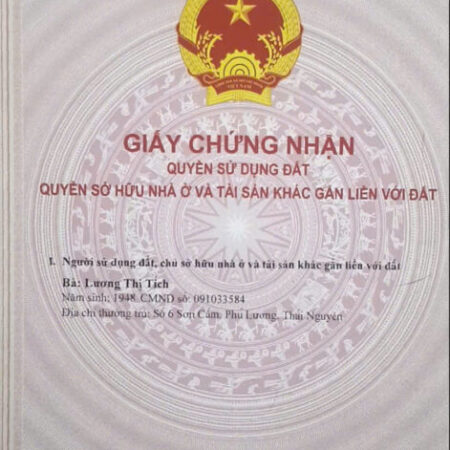 GIẤY CHỨNG NHẬN
QUYỀN SỬ DỤNG ĐẤT
QUYỀN SỞ HỮU NHÀ Ở VÀ TÀI SẢN KHÁC GẮN LIỀN VỚI ĐẤT
I. Người sử dụng đất, chủ sở hữu nhà ở và tài sản khác gắn liền với đất
Bà: Lương Thị Tích
Năm sinh: 1948, CMND số: 091033584
Địa chỉ thường trú: Số 6 Sơn Cẩm, Phú Lương, Thái Nguyên